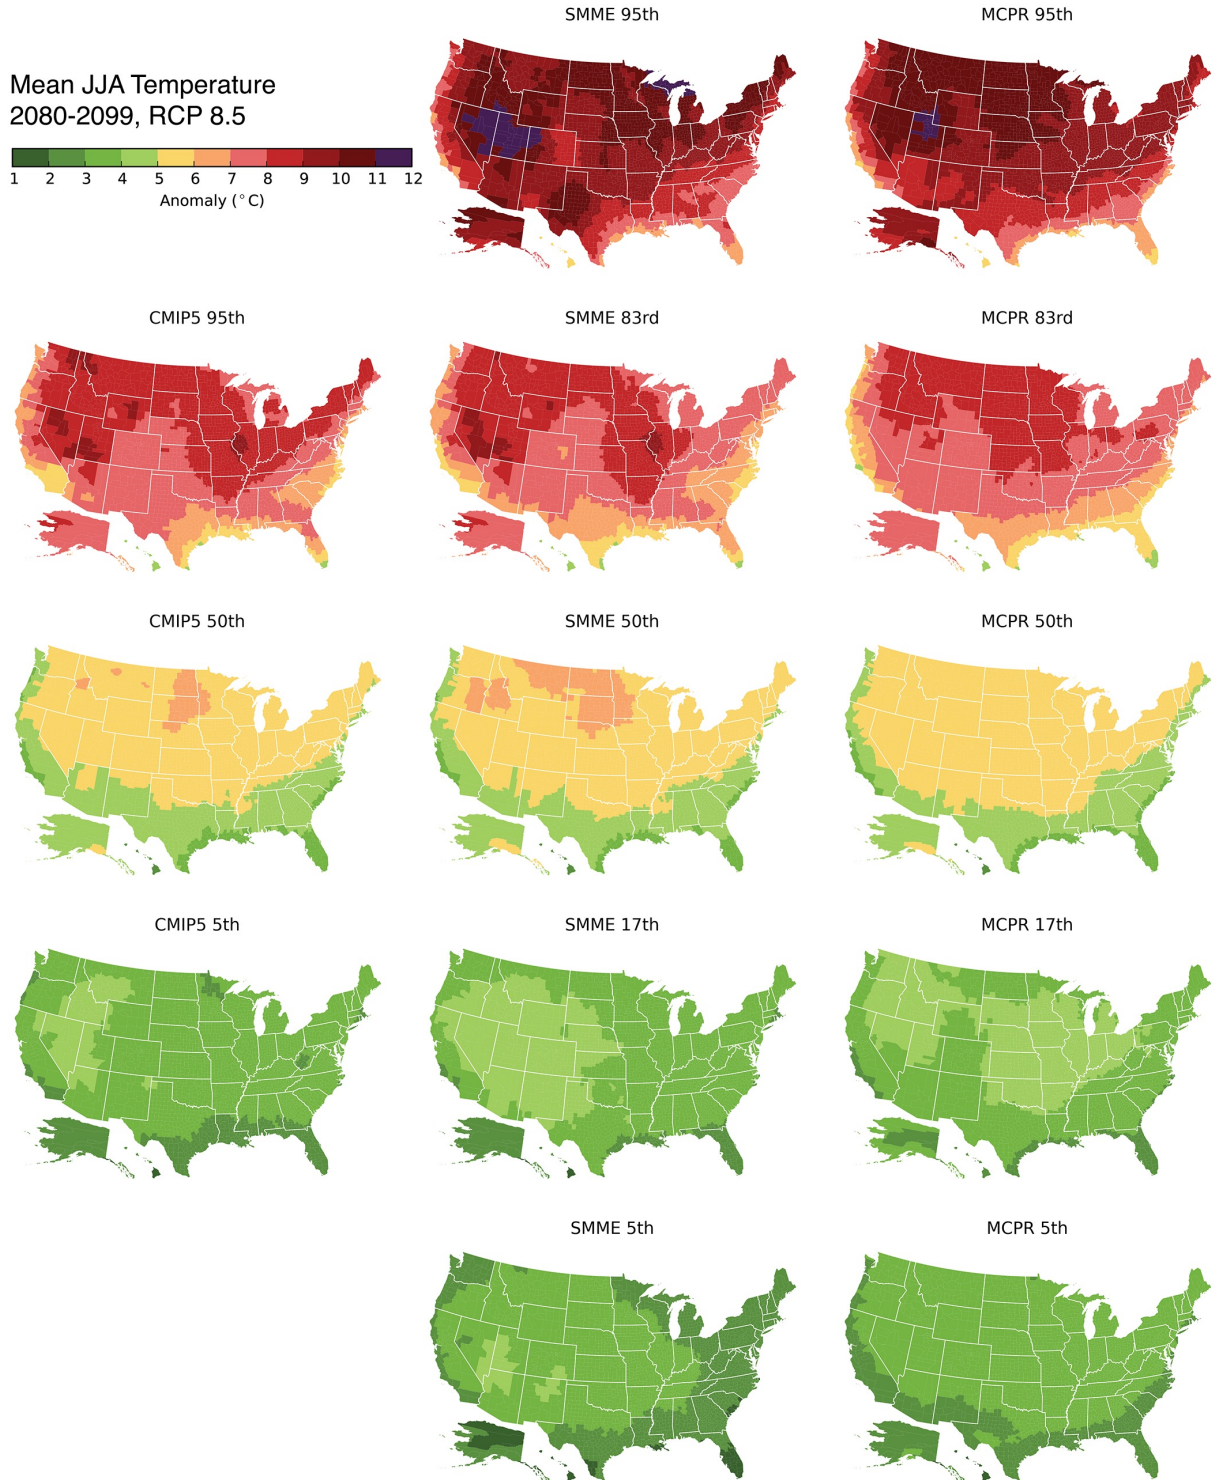 SMME 95th
MCPR 95th
Mean JJA Temperature
2080-2099, RCP 8.5
1 2 3 4 5 6 7 8 9 10 11 12
Anomaly (°C)
CMIP5 95th
SMME 83rd
MCPR 83rd
CMIP5 50th
SMME 50th
MCPR 50th
CMIP5 5th
SMME 17th
MCPR 17th
SMME 5th
MCPR 5th